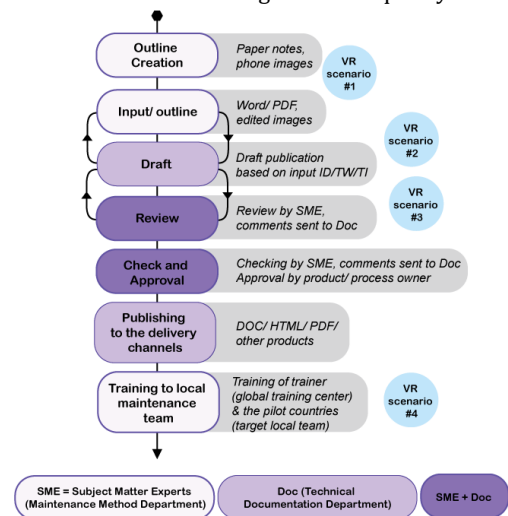 Outline
Creation
Paper notes,
phone images
VR
scenario
#1
Input/ outline
Word/ PDF,
edited images
VR
scenario
#2
Draft
Draft publication
based on input ID/TW/TI
VR
scenario
#3
Review
Review by SME,
comments sent to Doc
Check and
Approval
Checking by SME, comments sent to Doc
Approval by product/ process owner
Publishing
to the delivery
channels
DOC/ HTML/ PDF/
other products
Training to local
maintenance
team
Training of trainer
(global training center)
& the pilot countries
(target local team)
VR
scenario
#4
SME = Subject Matter Experts
(Maintenance Method Department)
Doc (Technical
Documentation Department)
SME + Doc